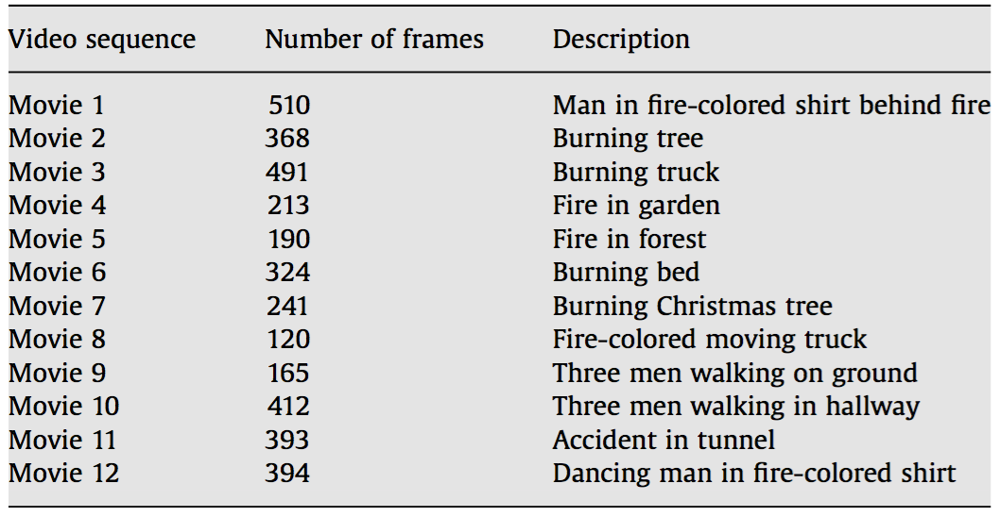 Video sequence Number of frames Description
Movie 1 510 Man in fire-colored shirt behind fire
Movie 2 368 Burning tree
Movie 3 491 Burning truck
Movie 4 213 Fire in garden
Movie 5 190 Fire in forest
Movie 6 324 Burning bed
Movie 7 241 Burning Christmas tree
Movie 8 120 Fire-colored moving truck
Movie 9 165 Three men walking on ground
Movie 10 412 Three men walking in hallway
Movie 11 393 Accident in tunnel
Movie 12 394 Dancing man in fire-colored shirt